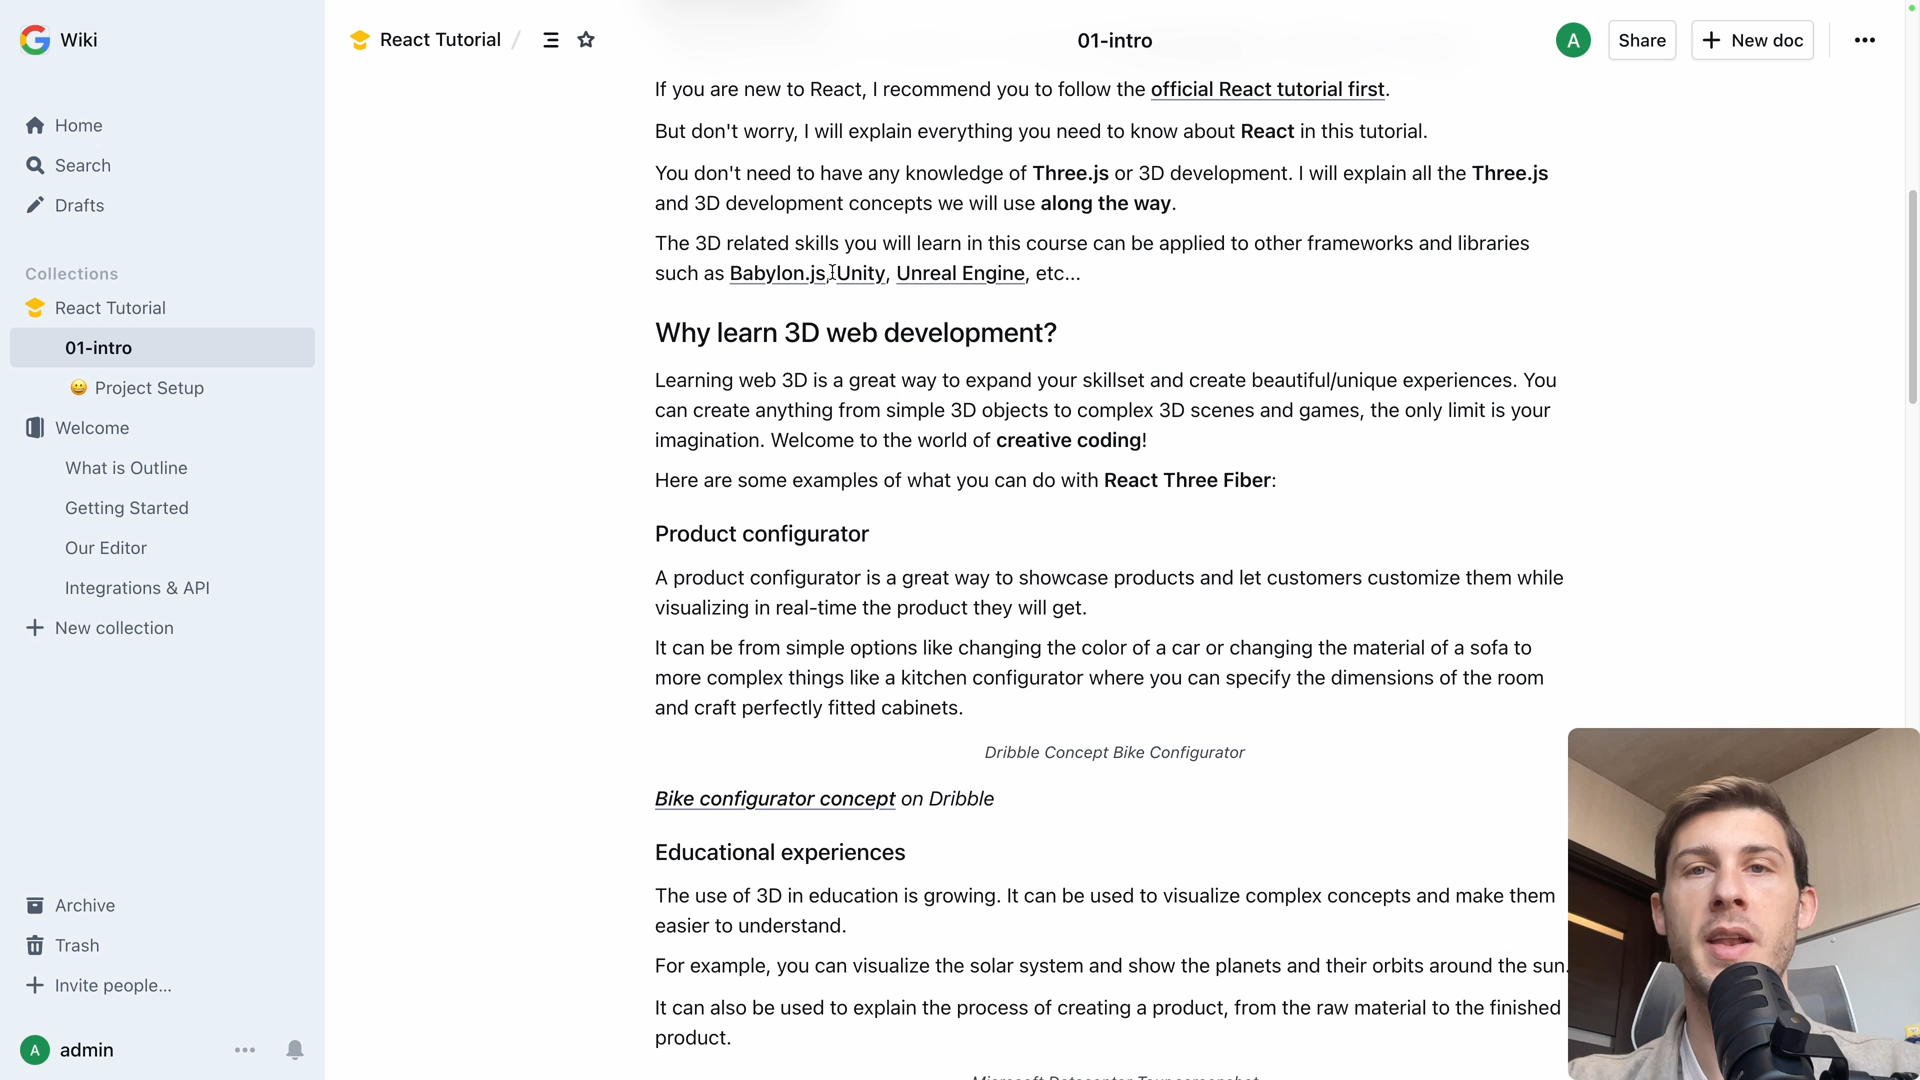 Wiki
Home
Search
Drafts
Collections
React Tutorial
01-intro
😀 Project Setup
Welcome
What is Outline
Getting Started
Our Editor
Integrations & API
+ New collection
Archive
Trash
+ Invite people...
A admin
React Tutorial /
01-intro
A
Share
+ New doc
If you are new to React, I recommend you to follow the official React tutorial first.
But don't worry, I will explain everything you need to know about React in this tutorial.
You don't need to have any knowledge of Three.js or 3D development. I will explain all the Three.js
and 3D development concepts we will use along the way.
The 3D related skills you will learn in this course can be applied to other frameworks and libraries
such as Babylon.js, Unity, Unreal Engine, etc...
Why learn 3D web development?
Learning web 3D is a great way to expand your skillset and create beautiful/unique experiences. You
can create anything from simple 3D objects to complex 3D scenes and games, the only limit is your
imagination. Welcome to the world of creative coding!
Here are some examples of what you can do with React Three Fiber:
Product configurator
A product configurator is a great way to showcase products and let customers customize them while
visualizing in real-time the product they will get.
It can be from simple options like changing the color of a car or changing the material of a sofa to
more complex things like a kitchen configurator where you can specify the dimensions of the room
and craft perfectly fitted cabinets.
Dribble Concept Bike Configurator
Bike configurator concept on Dribble
Educational experiences
The use of 3D in education is growing. It can be used to visualize complex concepts and make them
easier to understand.
For example, you can visualize the solar system and show the planets and their orbits around the sun.
It can also be used to explain the process of creating a product, from the raw material to the finished
product.
Microsoft Datacenter Tour screenshot